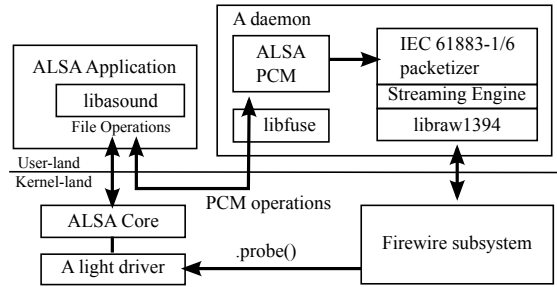 A daemon
ALSA Application
libasound
File Operations
ALSA
PCM
libfuse
IEC 61883-1/6
packetizer
Streaming Engine
libraw1394
User-land
Kernel-land
PCM operations
ALSA Core
A light driver
.probe()
Firewire subsystem